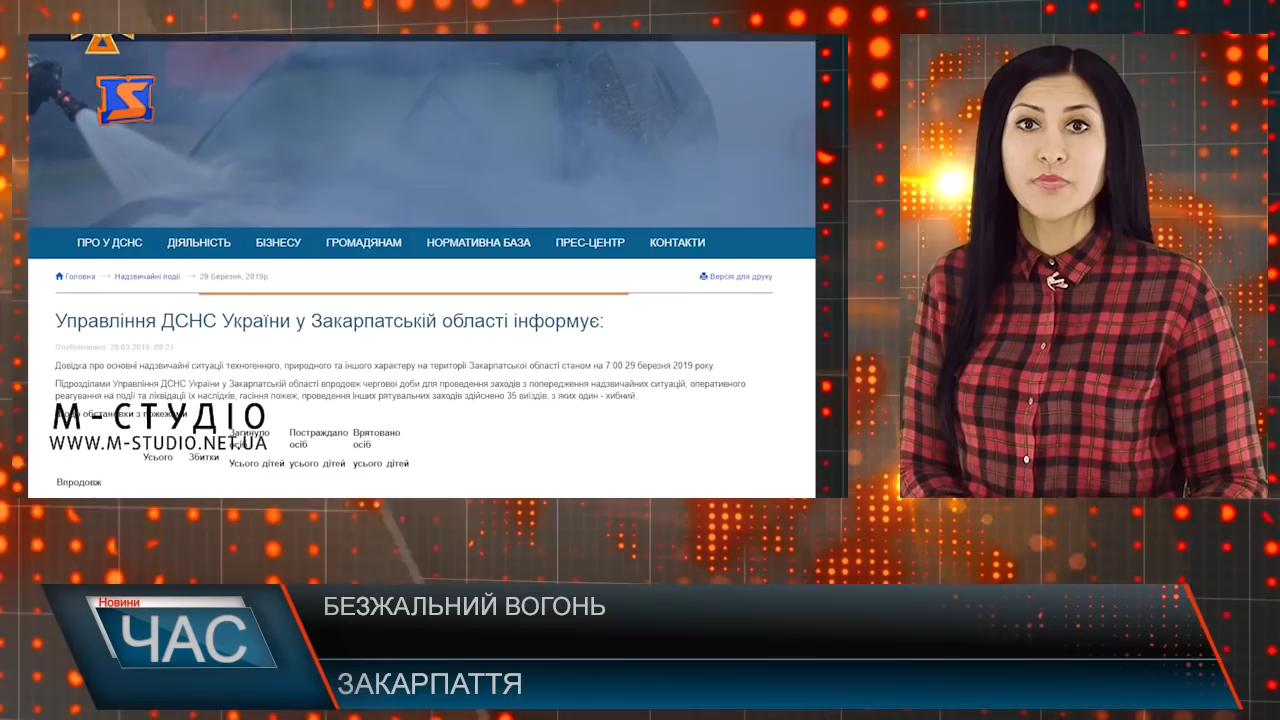 ПРО У ДСНС ДІЯЛЬНІСТЬ БІЗНЕСУ ГРОМАДЯНАМ НОРМАТИВНА БАЗА ПРЕС-ЦЕНТР КОНТАКТИ
Головна → Надзвичайні події → 29 Березня, 2019р. Версія для друку
Управління ДСНС України у Закарпатській області інформує:
Опубліковано: 29.03.2019, 09:21.
Довідка про основні надзвичайні ситуації техногенного, природного та іншого характеру на території Закарпатської області станом на 7:00 29 березня 2019 року.
Підрозділами Управління ДСНС України у Закарпатській області впродовж чергової доби для проведення заходів з попередження надзвичайних ситуацій, оперативного
реагування на події та ліквідації їх наслідків, гасіння пожеж, проведення інших рятувальних заходів здійснено 35 виїздів, з яких один - хибний.
Щодо обстановки з пожежами
М-СТУДІО
WWW.M-STUDIO.NET.UA
Загинуло Постраждало Врятовано
осіб осіб осіб
Усього Збитки
Усього дітей усього дітей усього дітей
Впродовж
Новини
ЧАС
БЕЗЖАЛЬНИЙ ВОГОНЬ
ЗАКАРПАТТЯ